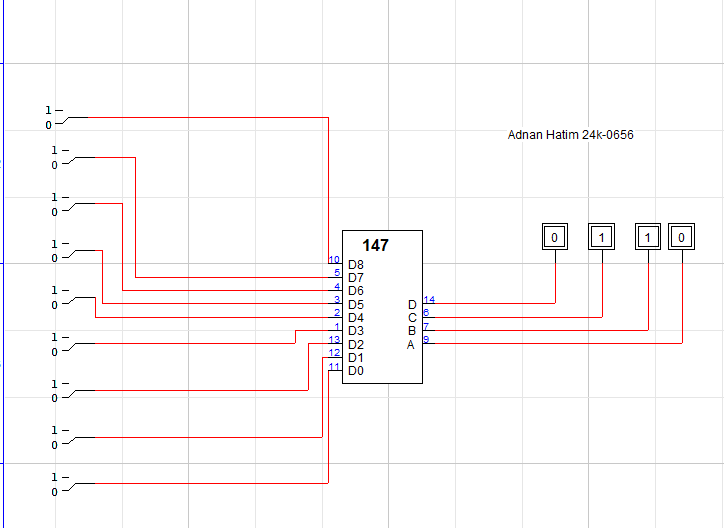 1
0
Adnan Hatim 24k-0656
1
0
1
0
1
0
0 1 1 0
147
10 D8
5 D7
4 D6
3 D5
2 D4
1 D3
13 D2
12 D1
11 D0
D 14
C 6
B 7
A 9
1
0
1
0
1
0
1
0
1
0